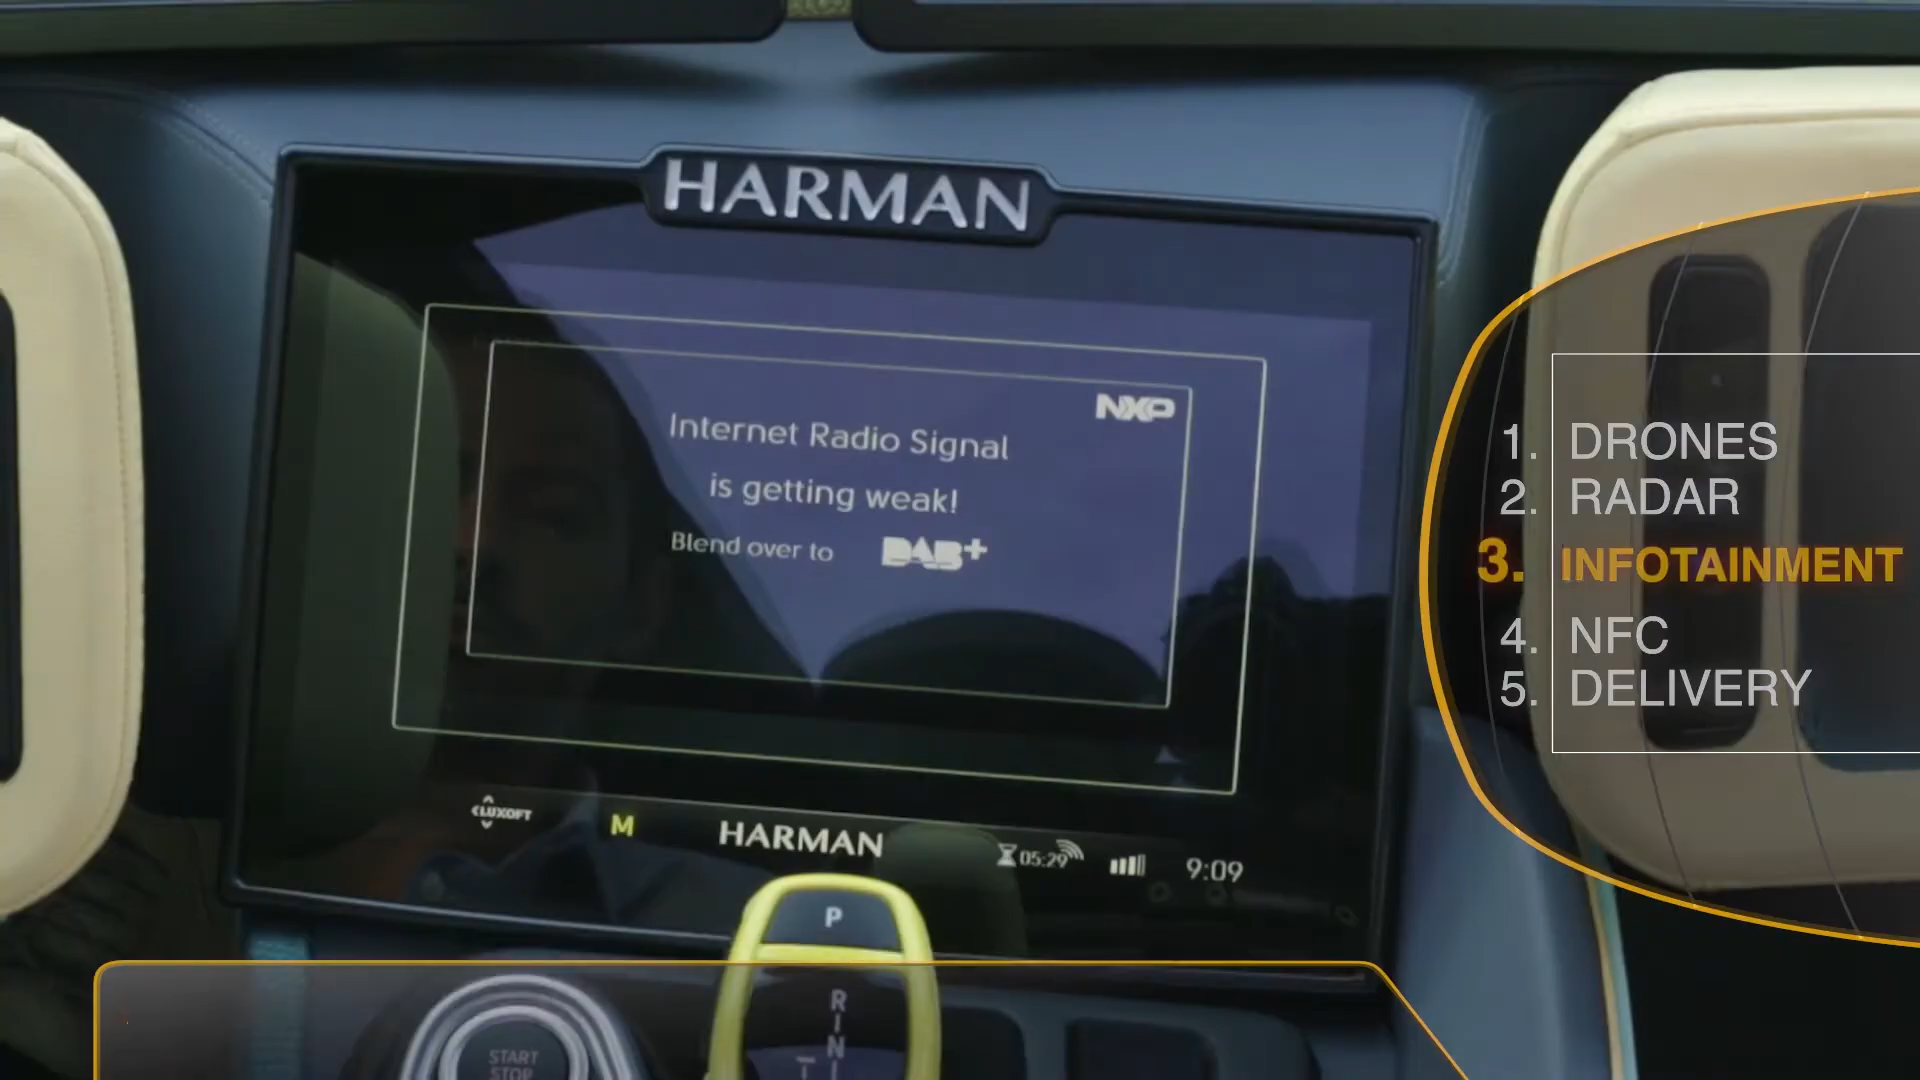 HARMAN
NXP
Internet Radio Signal
is getting weak!
Blend over to DAB+
LUXOFT
M
HARMAN
05:29
9:09
P
R
N
START
STOP
1. DRONES
2. RADAR
3. INFOTAINMENT
4. NFC
5. DELIVERY